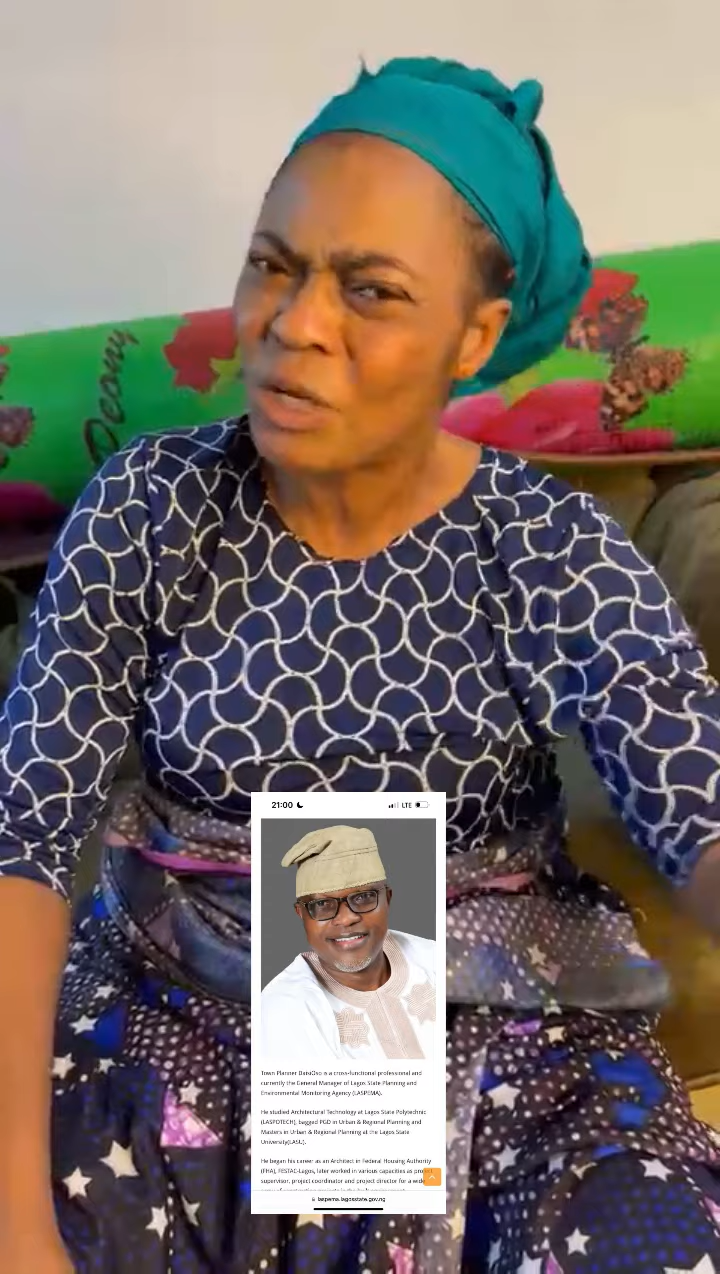 Deony
21:00
LTE
Town Planner DaisiOso is a cross-functional professional and
currently the General Manager of Lagos State Planning and
Environmental Monitoring Agency (LASPEMA).
He studied Architectural Technology at Lagos State Polytechnic
(LASPOTECH), bagged PGD in Urban & Regional Planning and
Masters in Urban & Regional Planning at the Lagos State
University(LASU).
He began his career as an Architect in Federal Housing Authority
(FHA), FESTAC-Lagos, later worked in various capacities as
supervisor, project coordinator and project director for a wide
laspema.lagosstate.gov.ng